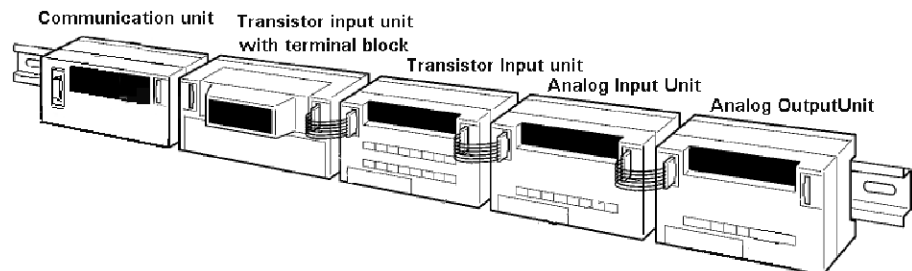 Communication unit
Transistor input unit
with terminal block
Transistor Input unit
Analog Input Unit
Analog OutputUnit